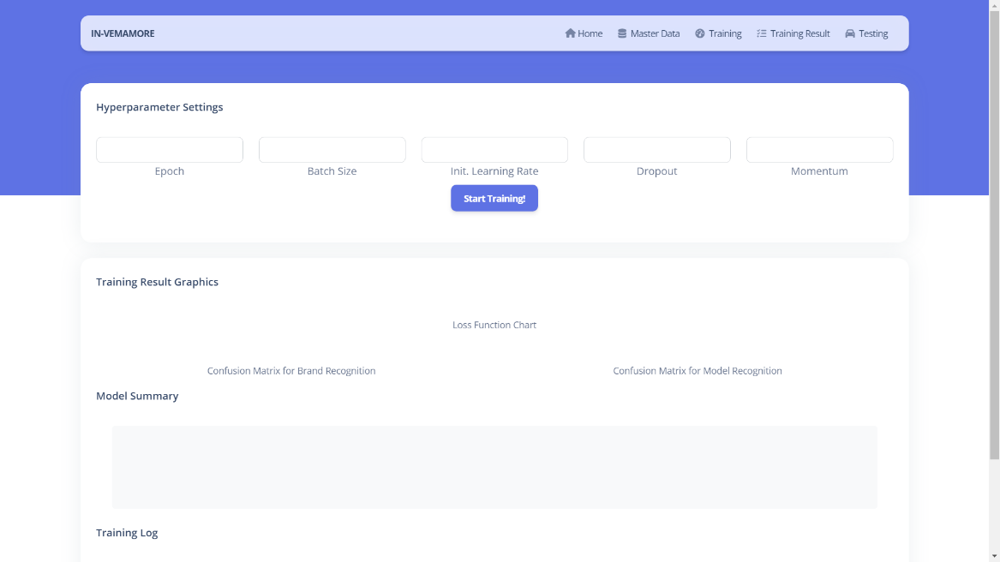 IN-VEMAMORE
Home Master Data Training Training Result Testing
Hyperparameter Settings
Epoch Batch Size Init. Learning Rate Dropout Momentum
Start Training!
Training Result Graphics
Loss Function Chart
Confusion Matrix for Brand Recognition Confusion Matrix for Model Recognition
Model Summary
Training Log